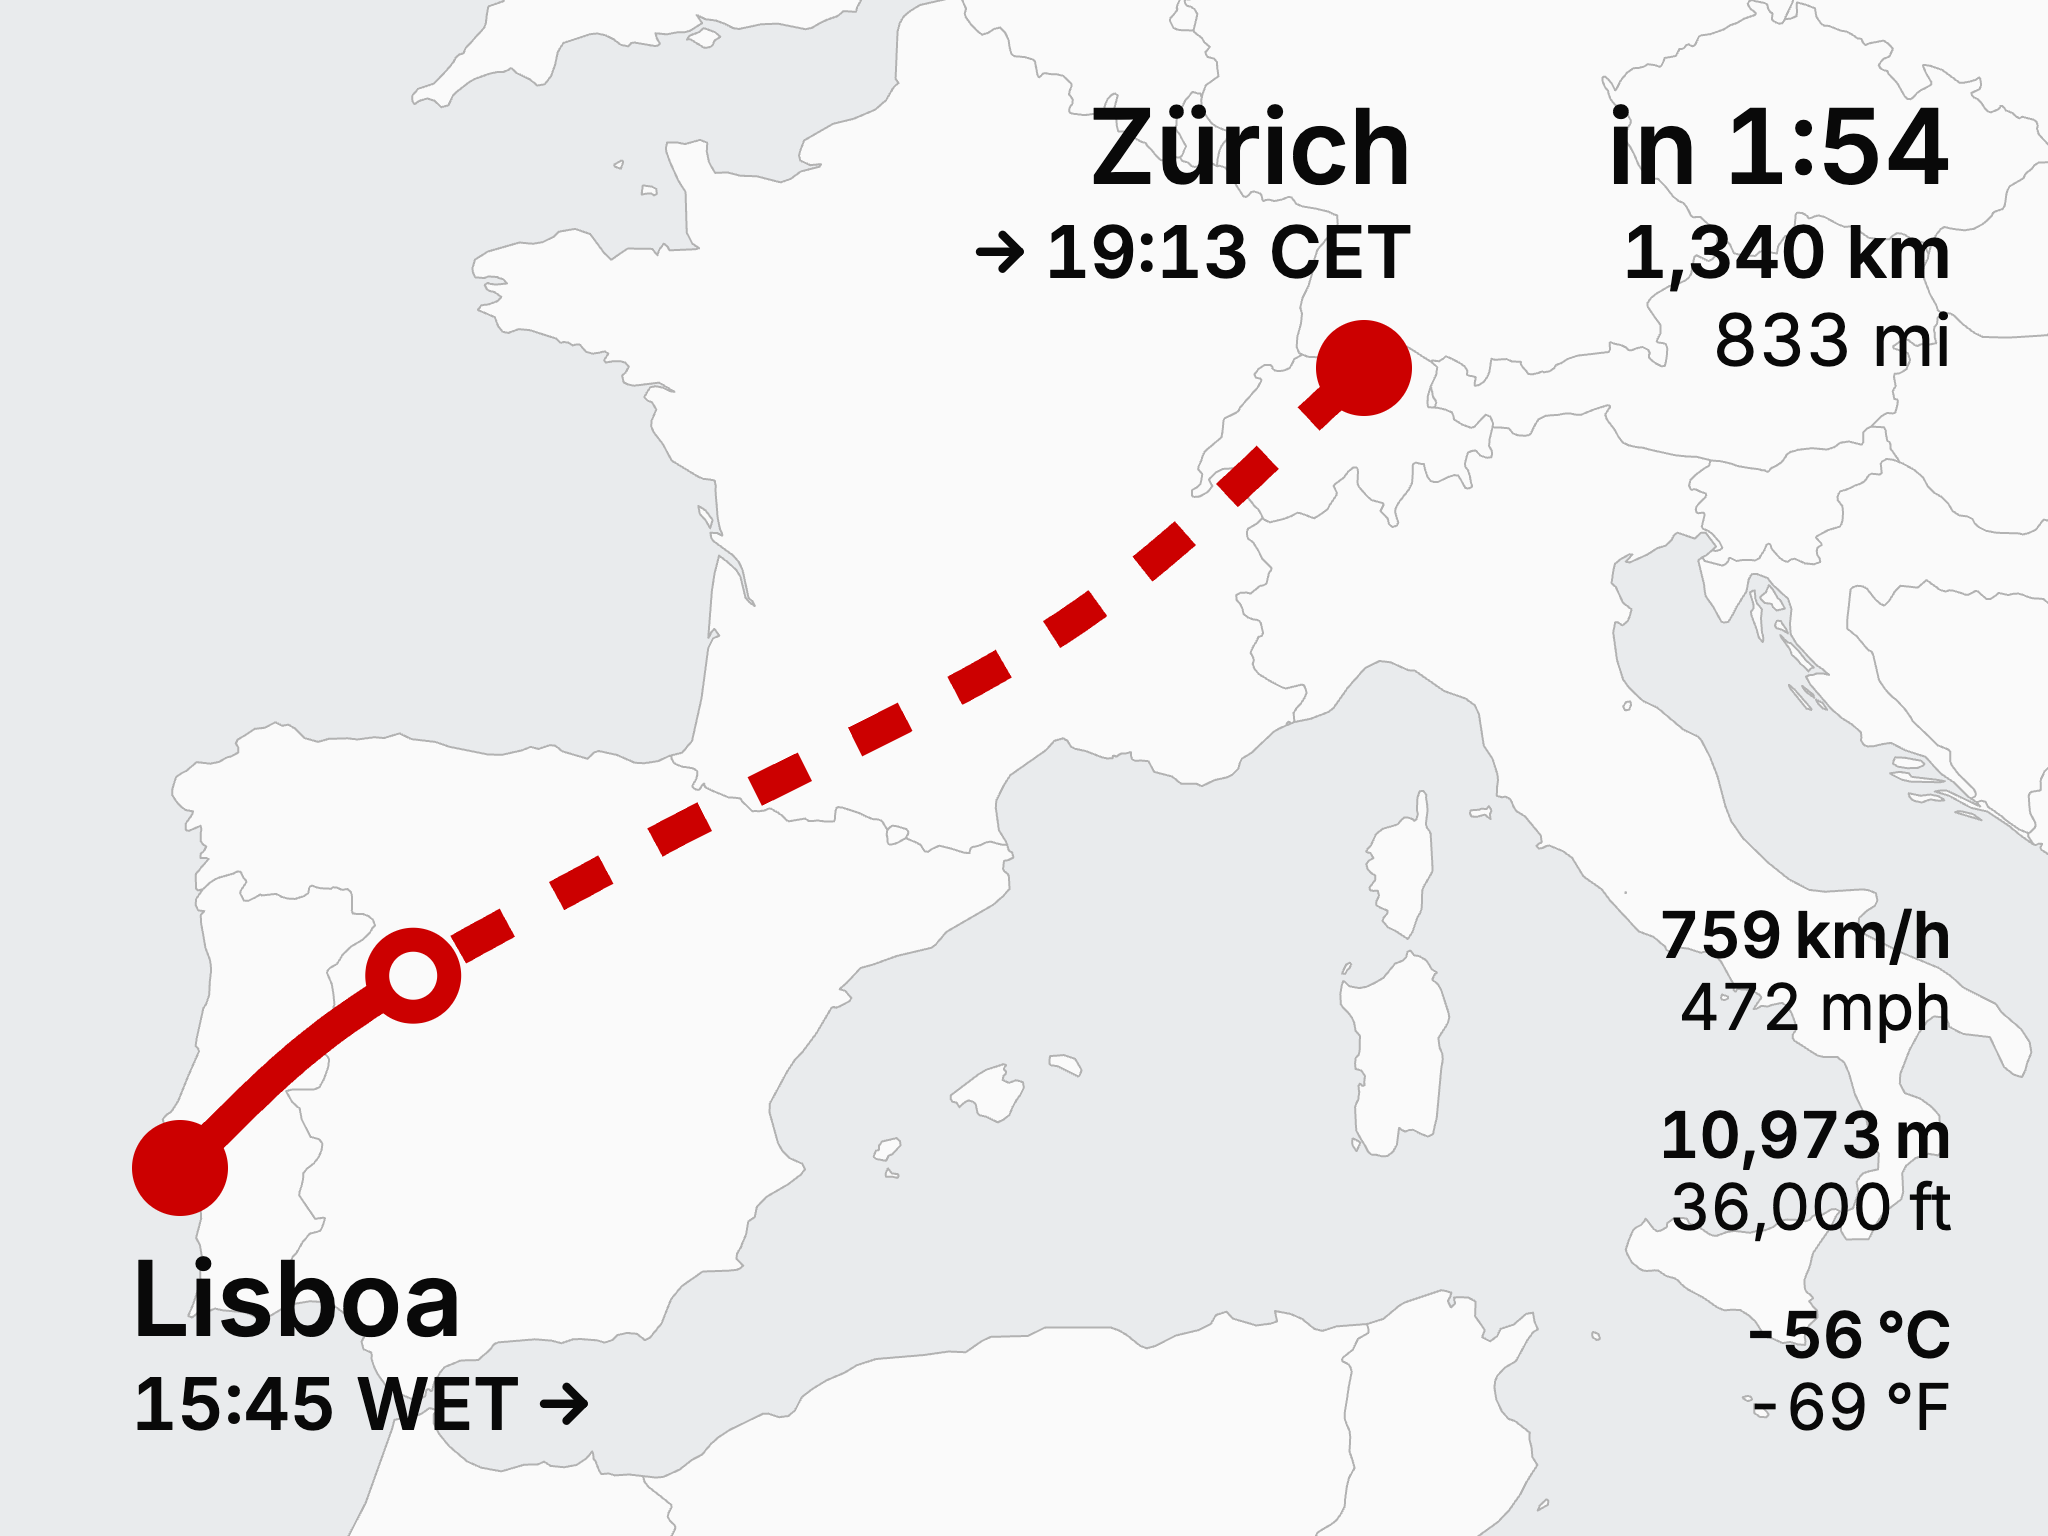 Zürich
→ 19:13 CET
in 1:54
1,340 km
833 mi
759 km/h
472 mph
10,973 m
36,000 ft
-56 °C
-69 °F
Lisboa
15:45 WET →